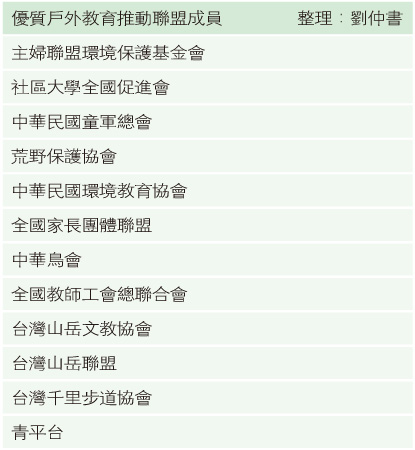 優質戶外教育推動聯盟成員 整理：劉仲書
主婦聯盟環境保護基金會
社區大學全國促進會
中華民國童軍總會
荒野保護協會
中華民國環境教育協會
全國家長團體聯盟
中華鳥會
全國教師工會總聯合會
台灣山岳文教協會
台灣山岳聯盟
台灣千里步道協會
青平台